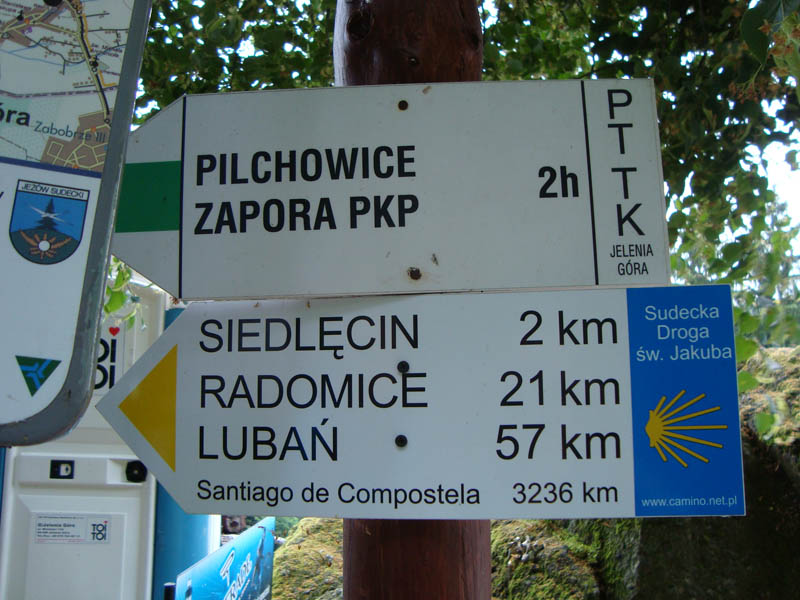 óra
Zabobrze III
JEŻÓW SUDECKI
PILCHOWICE
ZAPORA PKP
2h
PTTK
JELENIA
GÓRA
SIEDLĘCIN 2 km
RADOMICE 21 km
LUBAŃ 57 km
Santiago de Compostela 3236 km
Sudecka
Droga
św. Jakuba
www.camino.net.pl
TOI
TOI